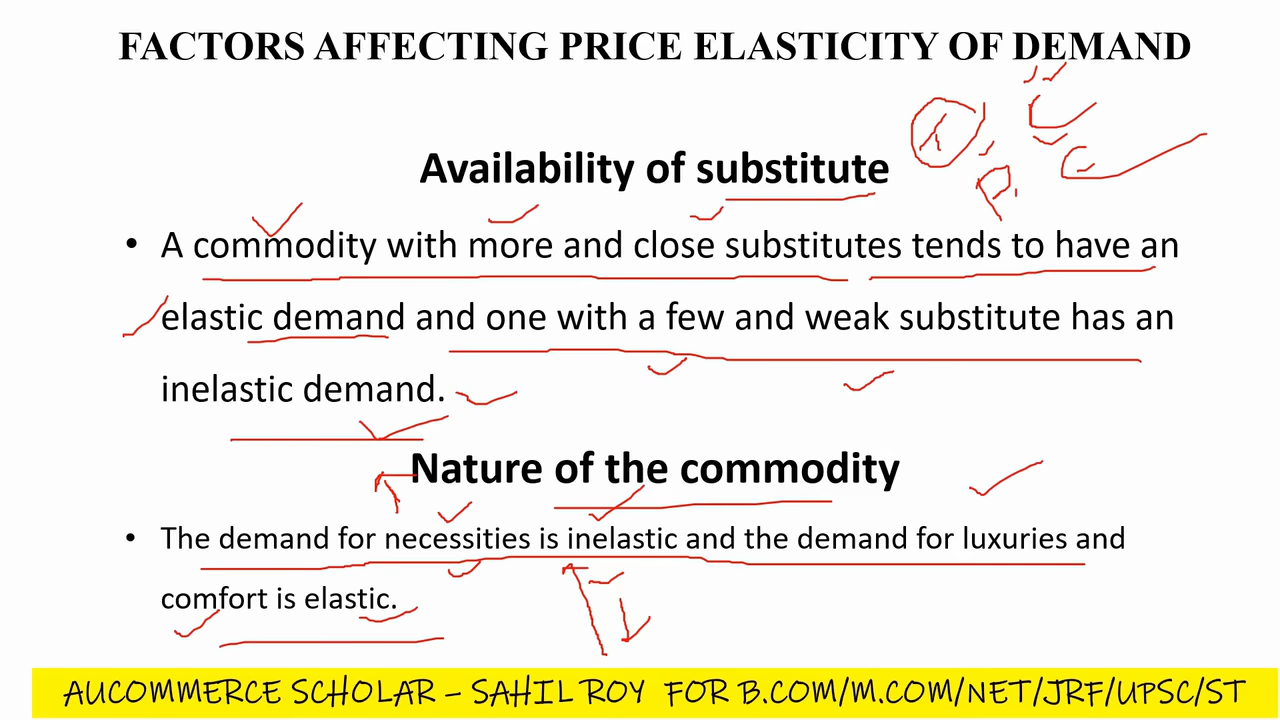 FACTORS AFFECTING PRICE ELASTICITY OF DEMAND
Availability of substitute
• A commodity with more and close substitutes tends to have an
elastic demand and one with a few and weak substitute has an
inelastic demand.
Nature of the commodity
• The demand for necessities is inelastic and the demand for luxuries and
comfort is elastic.
AUCOMMERCE SCHOLAR – SAHIL ROY FOR B.COM/M.COM/NET/JRF/UPSC/ST